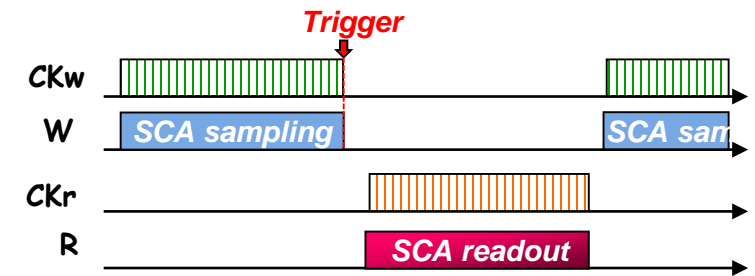 Trigger
CKw
W SCA sampling SCA sam
CKr
R SCA readout